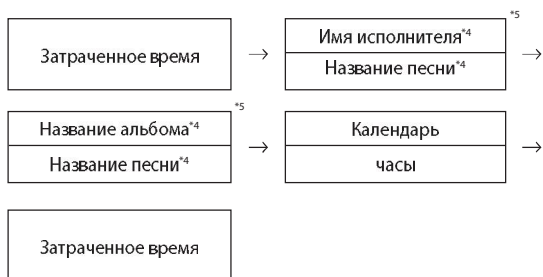 Затраченное время
→
*5
Имя исполнителя*4
Название песни*4
→
*5
Название альбома*4
Название песни*4
→
Календарь
часы
→
Затраченное время